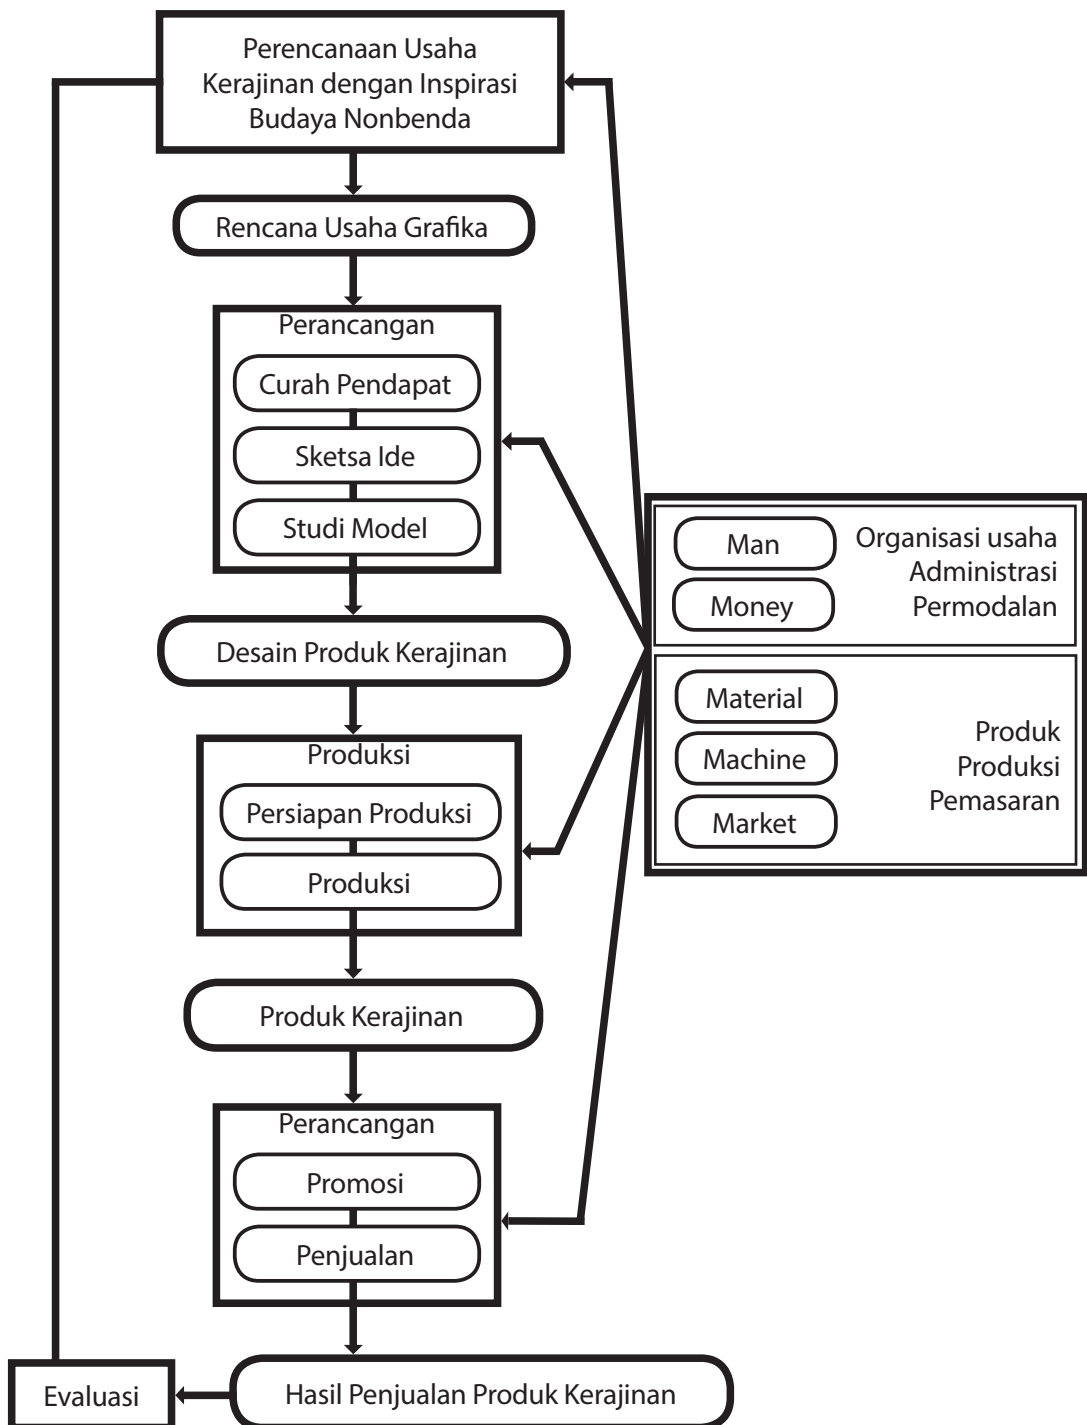 Perencanaan Usaha
Kerajinan dengan Inspirasi
Budaya Nonbenda
Rencana Usaha Grafika
Perancangan
Curah Pendapat
Sketsa Ide
Studi Model
Desain Produk Kerajinan
Produksi
Persiapan Produksi
Produksi
Produk Kerajinan
Perancangan
Promosi
Penjualan
Hasil Penjualan Produk Kerajinan
Evaluasi
Man
Money
Organisasi usaha
Administrasi
Permodalan
Material
Machine
Market
Produk
Produksi
Pemasaran